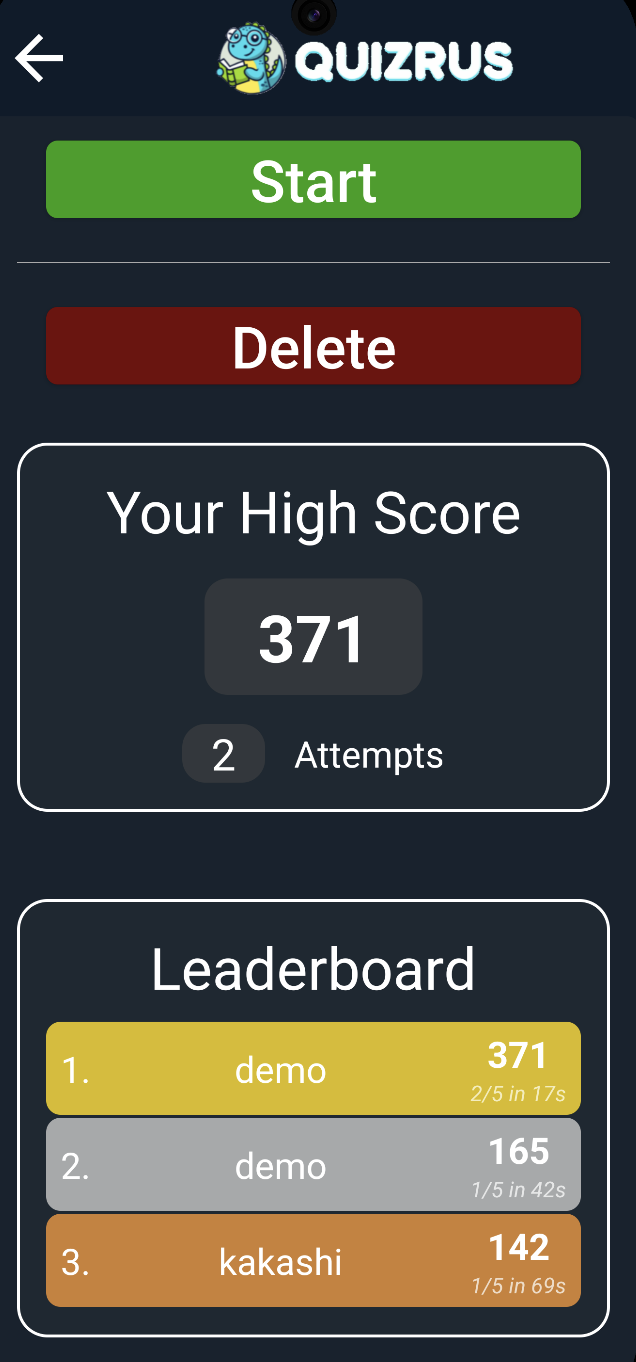 QUIZRUS
Start
Delete
Your High Score
371
2 Attempts
Leaderboard
1. demo 371
2/5 in 17s
2. demo 165
1/5 in 42s
3. kakashi 142
1/5 in 69s